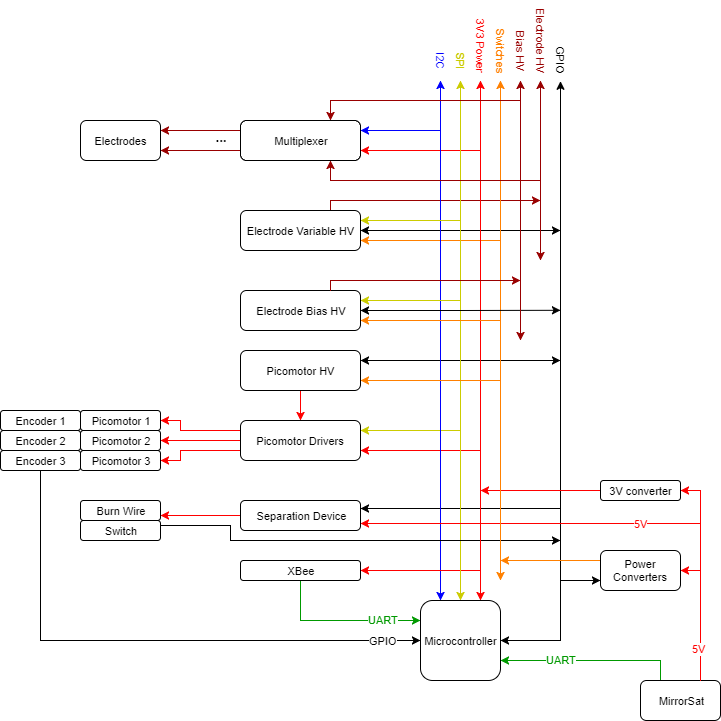 I2C
SPI
3V3 Power
Switches
Bias HV
Electrode HV
GPIO
Electrodes
...
Multiplexer
Electrode Variable HV
Electrode Bias HV
Picomotor HV
Encoder 1
Picomotor 1
Encoder 2
Picomotor 2
Encoder 3
Picomotor 3
Picomotor Drivers
3V converter
Burn Wire
Switch
Separation Device
5V
XBee
Power
Converters
UART
GPIO
Microcontroller
UART
5V
MirrorSat